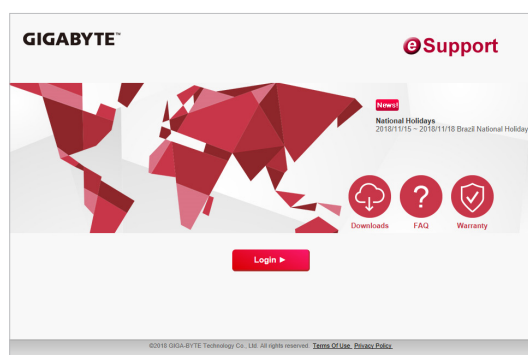 GIGABYTE™
eSupport
News!
National Holidays
2018/11/15 ~ 2018/11/18 Brazil National Holiday
Downloads
FAQ
Warranty
Login ►
©2018 GIGA-BYTE Technology Co., Ltd. All rights reserved. Terms Of Use Privacy Policy